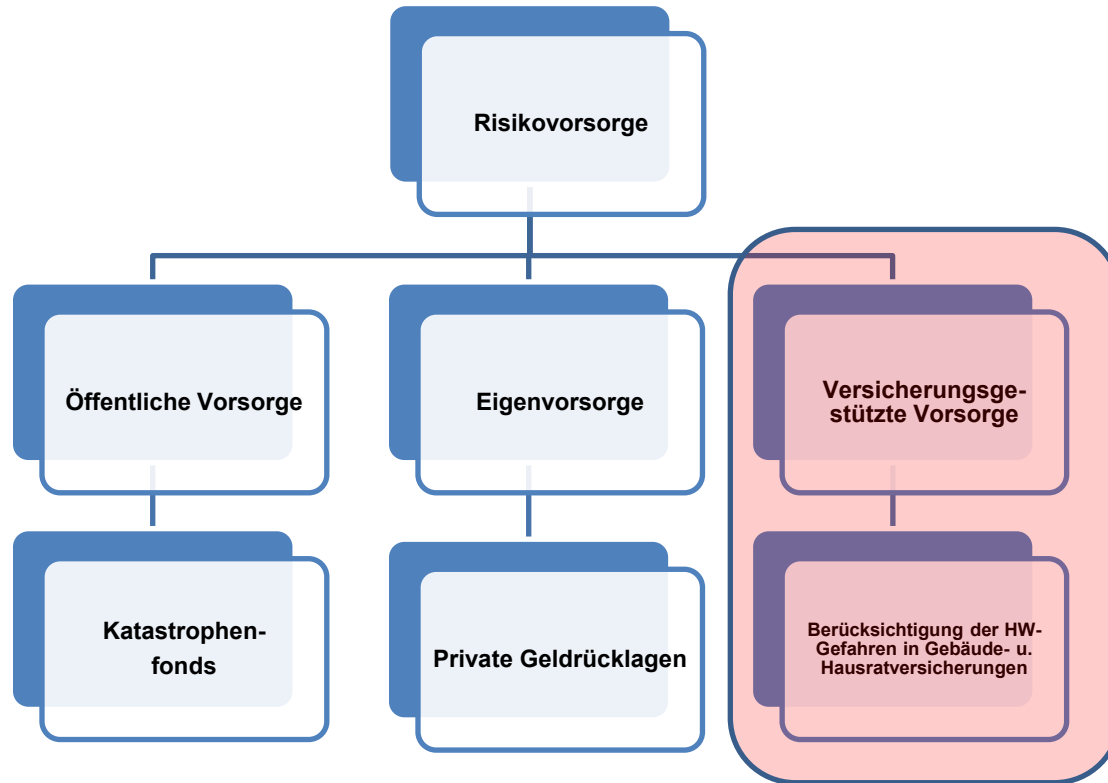 Risikovorsorge
Öffentliche Vorsorge
Eigenvorsorge
Versicherungsge-
stützte Vorsorge
Katastrophen-
fonds
Private Geldrücklagen
Berücksichtigung der HW-
Gefahren in Gebäude- u.
Hausratversicherungen